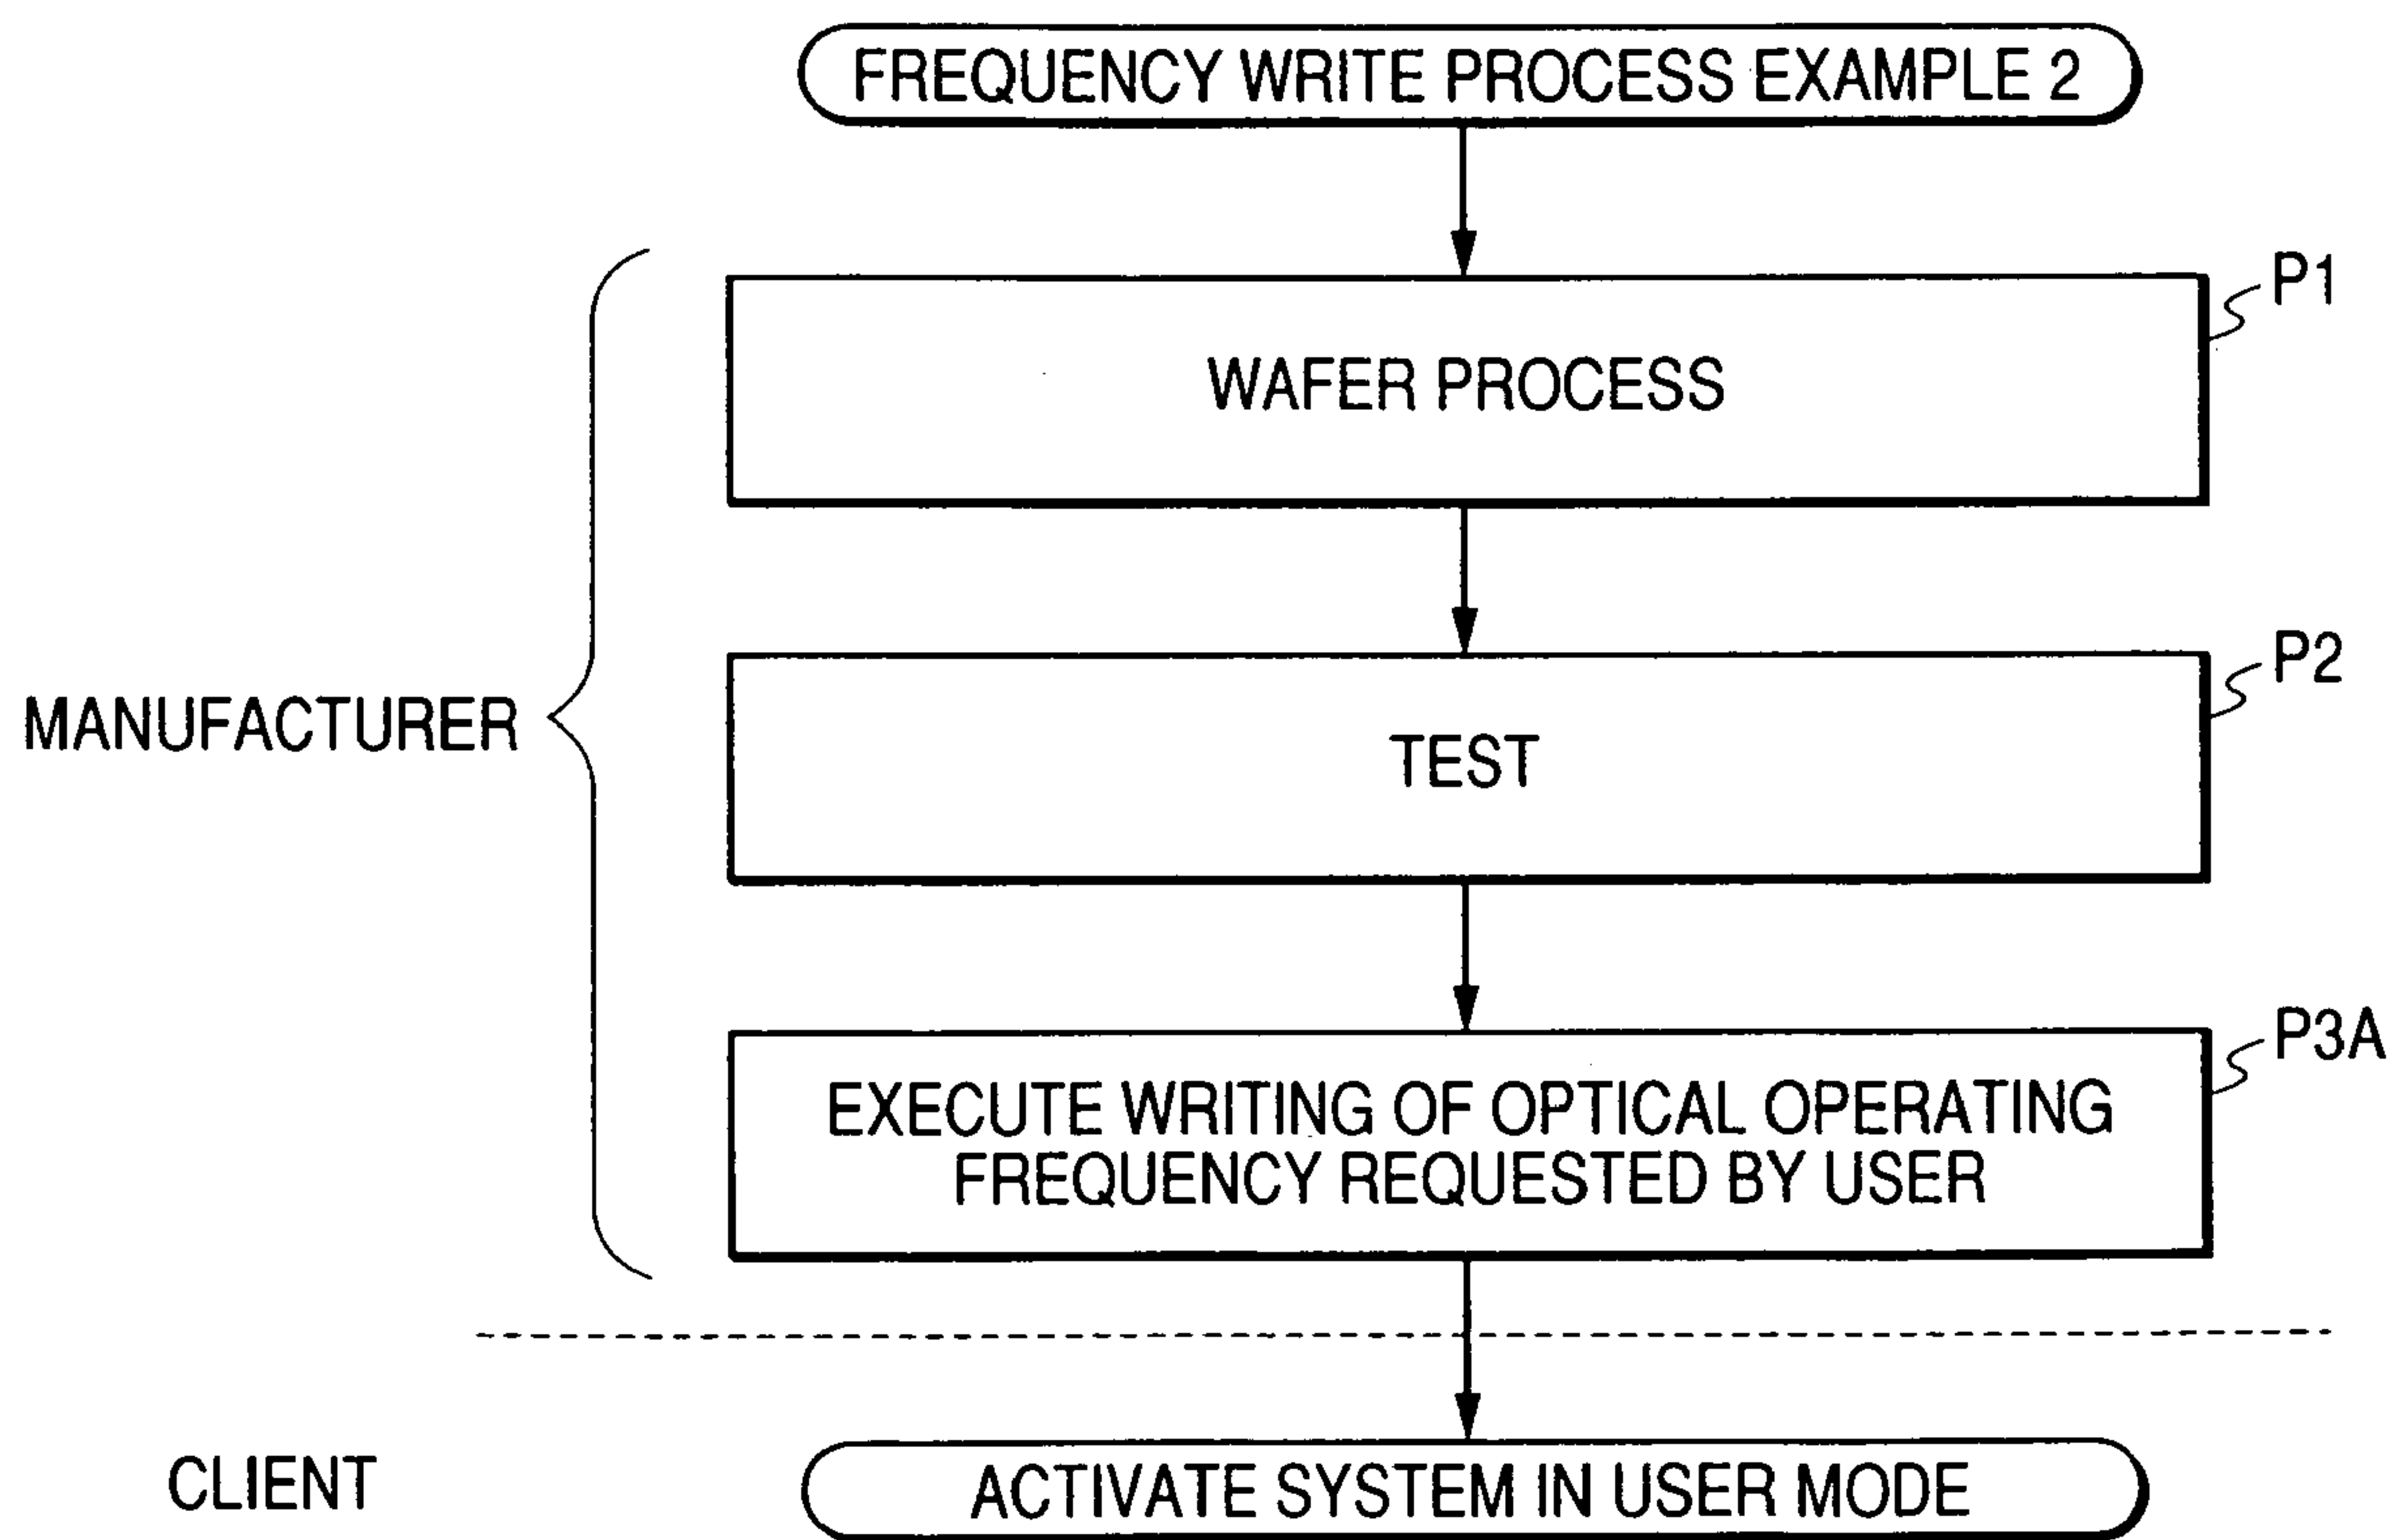 FREQUENCY WRITE PROCESS EXAMPLE 2
P1
WAFER PROCESS
P2
MANUFACTURER
TEST
P3A
EXECUTE WRITING OF OPTICAL OPERATING
FREQUENCY REQUESTED BY USER
CLIENT
ACTIVATE SYSTEM IN USER MODE